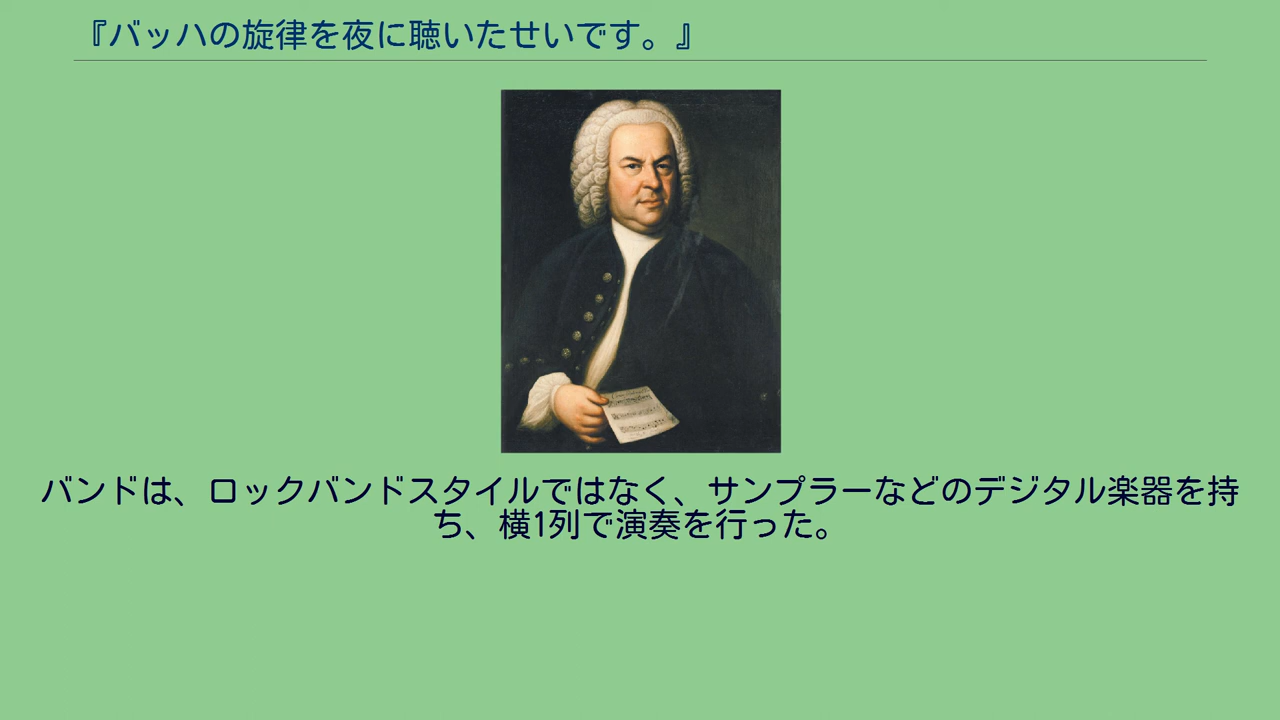 『バッハの旋律を夜に聴いたせいです。』
バンドは、ロックバンドスタイルではなく、サンプラーなどのデジタル楽器を持
ち、横1列で演奏を行った。